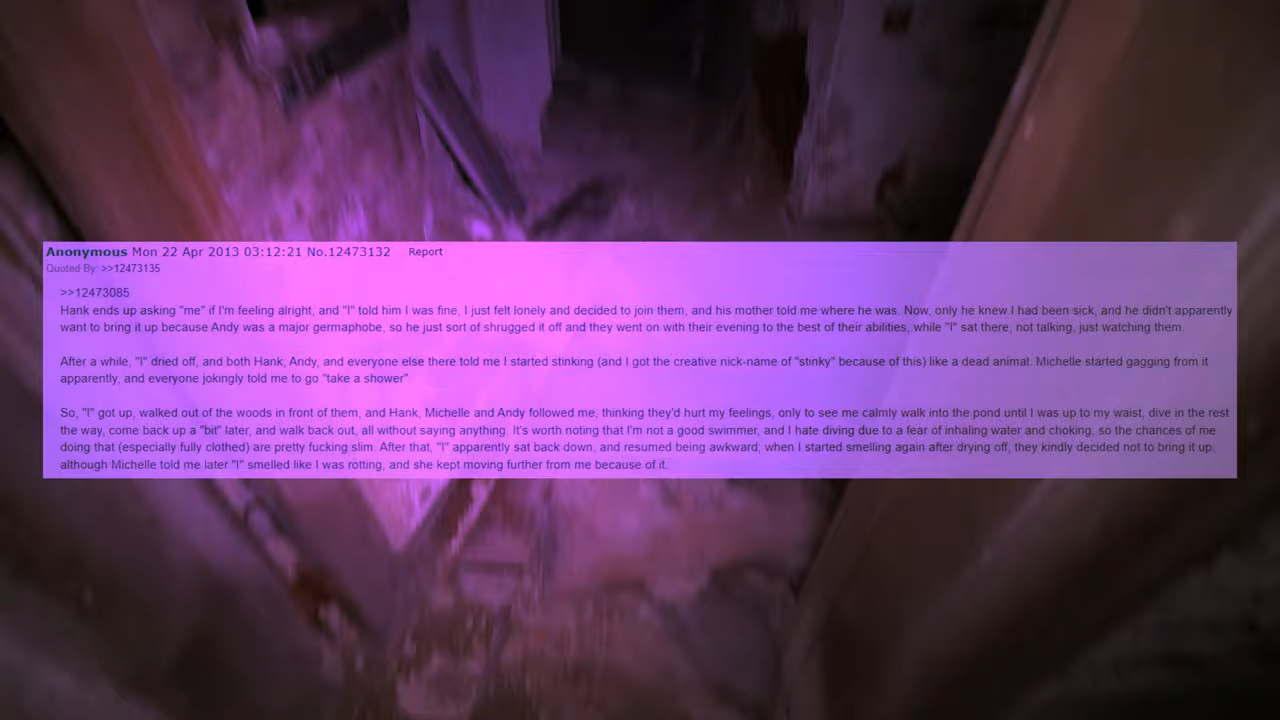 Anonymous Mon 22 Apr 2013 03:12:21 No.12473132 Report
Quoted By: >>12473135
>>12473085
Hank ends up asking "me" if I'm feeling alright, and "I" told him I was fine, I just felt lonely and decided to join them, and his mother told me where he was. Now, only he knew I had been sick, and he didn't apparently
want to bring it up because Andy was a major germaphobe, so he just sort of shrugged it off and they went on with their evening to the best of their abilities, while "I" sat there, not talking, just watching them.
After a while, "I" dried off, and both Hank, Andy, and everyone else there told me I started stinking (and I got the creative nick-name of "stinky" because of this) like a dead animal. Michelle started gagging from it
apparently, and everyone jokingly told me to go "take a shower"
So, "I" got up, walked out of the woods in front of them, and Hank, Michelle and Andy followed me, thinking they'd hurt my feelings, only to see me calmly walk into the pond until I was up to my waist, dive in the rest
the way, come back up a "bit" later, and walk back out, all without saying anything. It's worth noting that I'm not a good swimmer, and I hate diving due to a fear of inhaling water and choking, so the chances of me
doing that (especially fully clothed) are pretty fucking slim. After that, "I" apparently sat back down, and resumed being awkward; when I started smelling again after drying off, they kindly decided not to bring it up,
although Michelle told me later "I" smelled like I was rotting, and she kept moving further from me because of it.